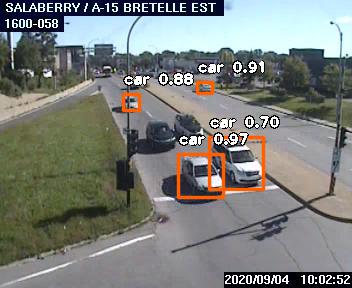 SALABERRY / A-15 BRETELLE EST
1600-058
car 0.91
car 0.88
car 0.70
car 0.97
2020/09/04 10:02:52